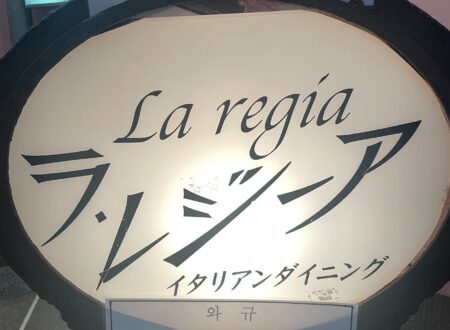 La regia
ラ・レジーア
イタリアンダイニング
와 규